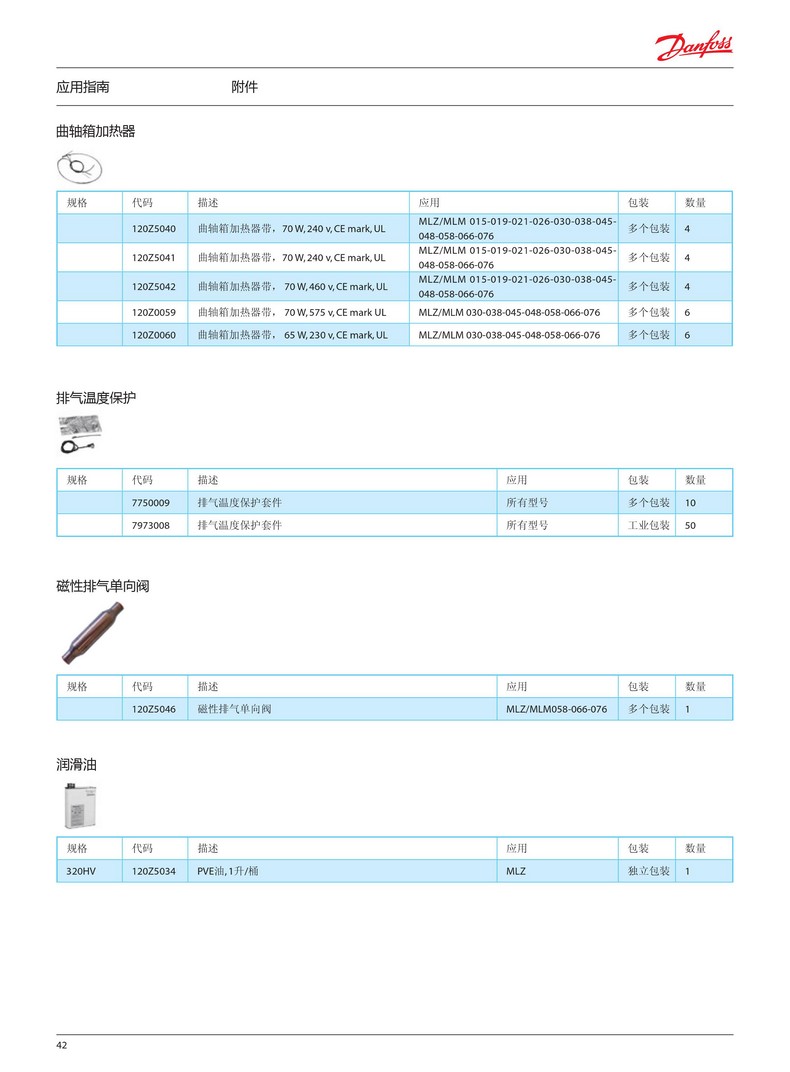 Danfoss
应用指南 附件
曲轴箱加热器
规格 代码 描述 应用 包装 数量
120Z5040 曲轴箱加热器带，70 W, 240 v, CE mark, UL MLZ/MLM 015-019-021-026-030-038-045-
048-058-066-076 多个包装 4
120Z5041 曲轴箱加热器带，70 W, 240 v, CE mark, UL MLZ/MLM 015-019-021-026-030-038-045-
048-058-066-076 多个包装 4
120Z5042 曲轴箱加热器带， 70 W, 460 v, CE mark, UL MLZ/MLM 015-019-021-026-030-038-045-
048-058-066-076 多个包装 4
120Z0059 曲轴箱加热器带， 70 W, 575 v, CE mark UL MLZ/MLM 030-038-045-048-058-066-076 多个包装 6
120Z0060 曲轴箱加热器带， 65 W, 230 v, CE mark, UL MLZ/MLM 030-038-045-048-058-066-076 多个包装 6
排气温度保护
规格 代码 描述 应用 包装 数量
7750009 排气温度保护套件 所有型号 多个包装 10
7973008 排气温度保护套件 所有型号 工业包装 50
磁性排气单向阀
规格 代码 描述 应用 包装 数量
120Z5046 磁性排气单向阀 MLZ/MLM058-066-076 多个包装 1
润滑油
规格 代码 描述 应用 包装 数量
320HV 120Z5034 PVE油, 1升/桶 MLZ 独立包装 1
42